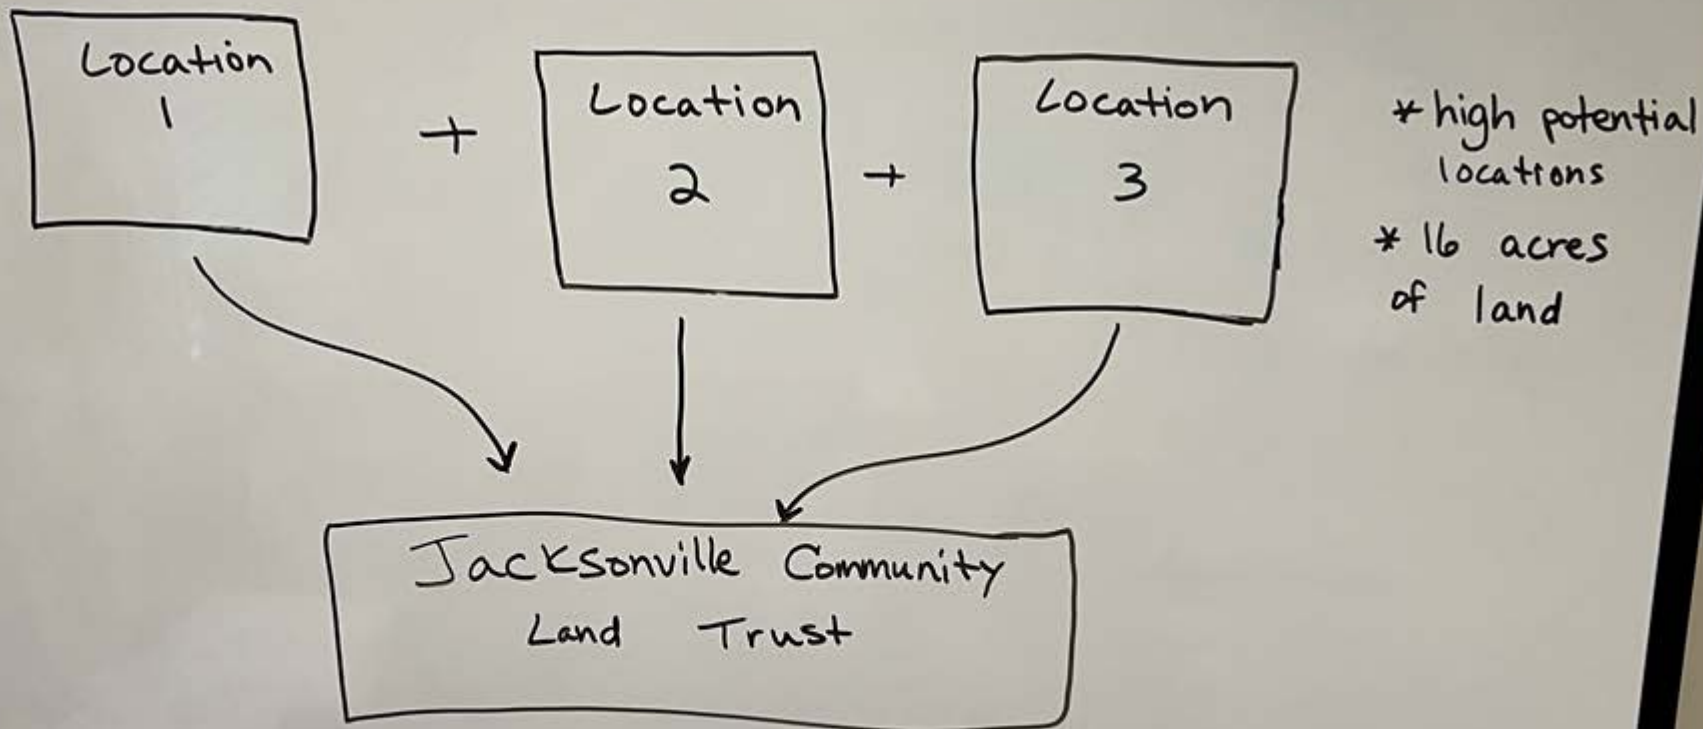 Location
1
+
Location
2
+
Location
3
* high potential
locations
* 16 acres
of land
Jacksonville Community
Land Trust